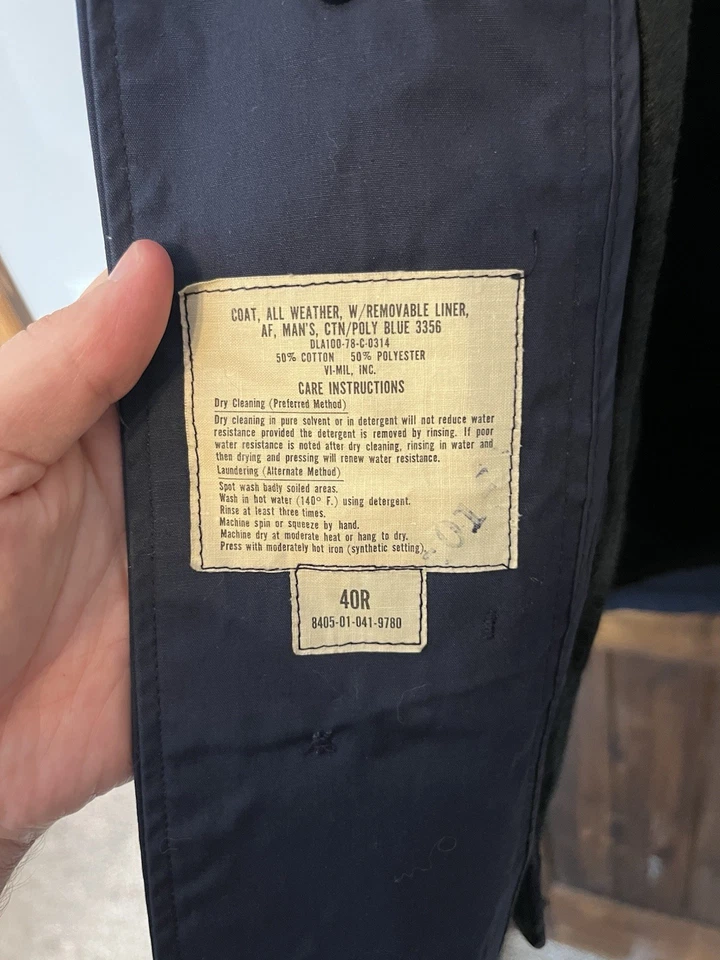 COAT, ALL WEATHER, W/REMOVABLE LINER,
AF, MAN'S, CTN/POLY BLUE 3356
DLA100-78-C-0314
50% COTTON 50% POLYESTER
VI-MIL, INC.
CARE INSTRUCTIONS
Dry Cleaning (Preferred Method)
Dry cleaning in pure solvent or in detergent will not reduce water
resistance provided the detergent is removed by rinsing. If poor
water resistance is noted after dry cleaning, rinsing in water and
then drying and pressing will renew water resistance.
Laundering (Alternate Method)
Spot wash badly soiled areas.
Wash in hot water (140° F.) using detergent.
Rinse at least three times.
Machine spin or squeeze by hand.
Machine dry at moderate heat or hang to dry.
Press with moderately hot iron (synthetic setting).
40R
8405-01-041-9780